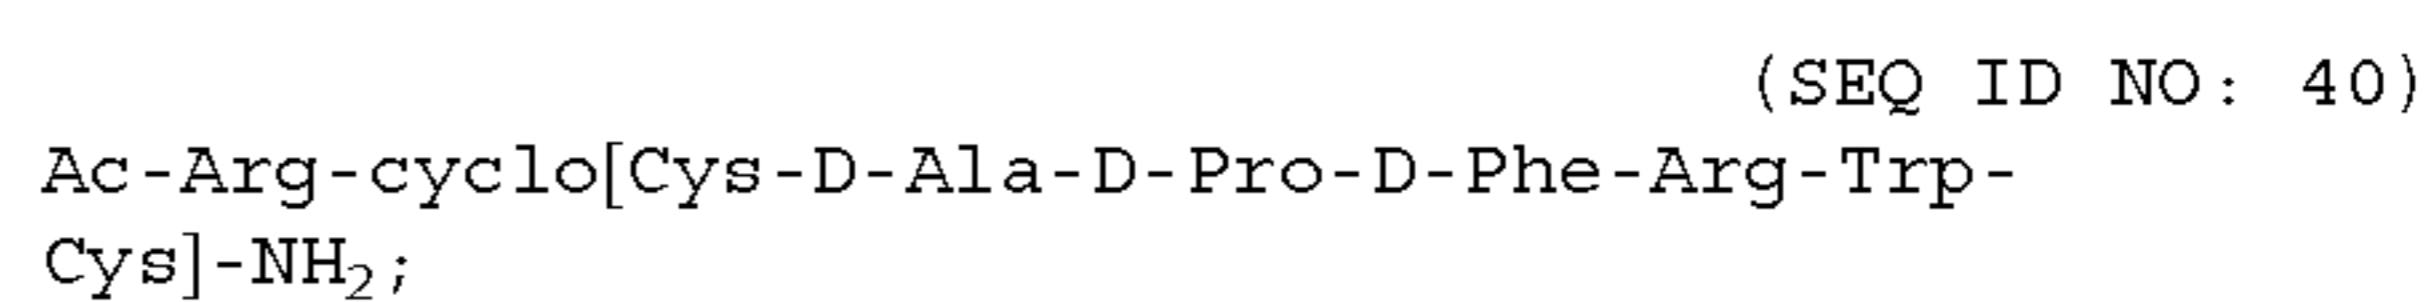 (SEQ ID NO: 40)
Ac-Arg-cyclo[Cys-D-Ala-D-Pro-D-Phe-Arg-Trp-
Cys]-NH₂;